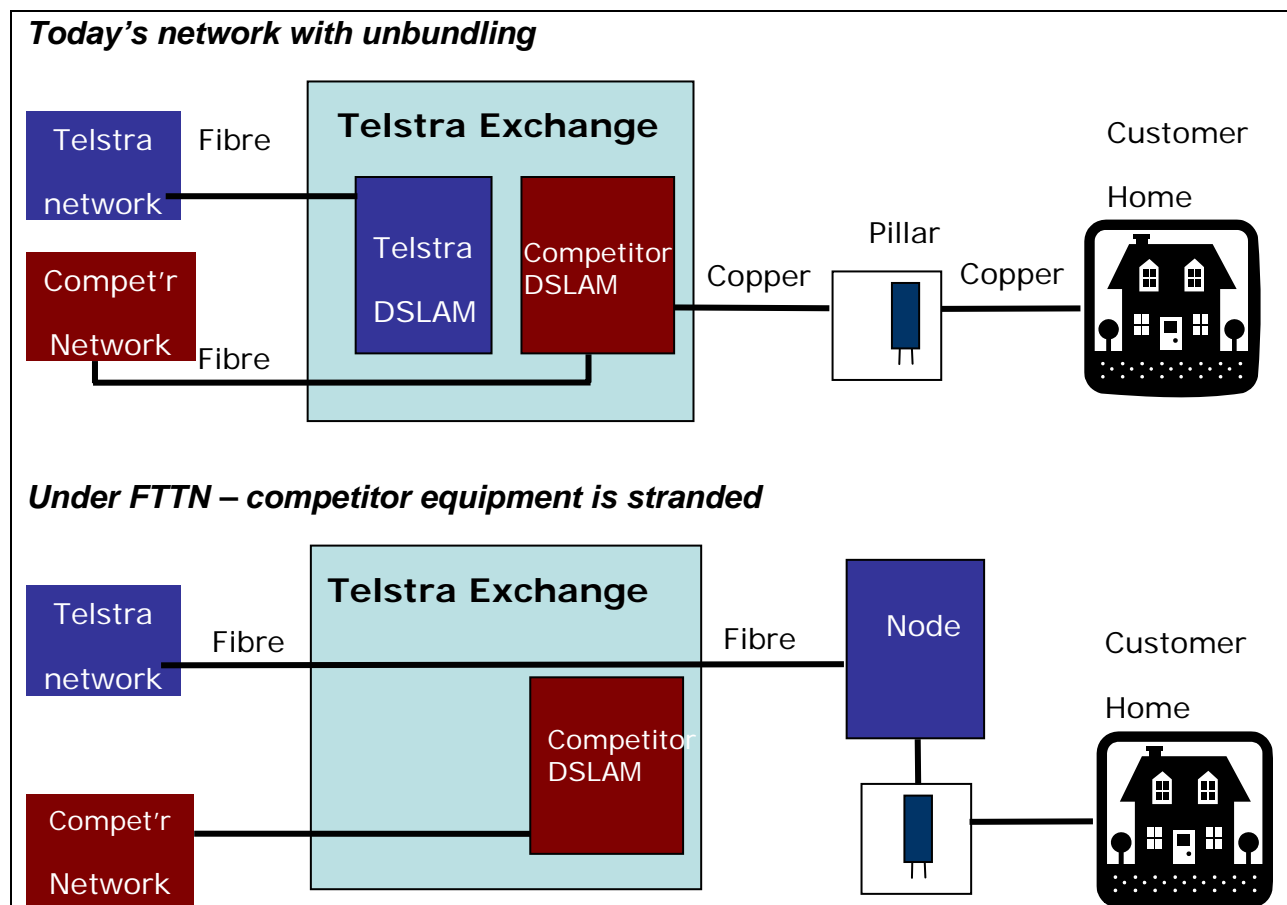 Today's network with unbundling
Telstra
network
Fibre
Telstra Exchange
Telstra
DSLAM
Competitor
DSLAM
Compet'r
Network
Fibre
Copper
Pillar
Copper
Customer
Home
Under FTTN – competitor equipment is stranded
Telstra
network
Fibre
Telstra Exchange
Competitor
DSLAM
Fibre
Node
Customer
Home
Compet'r
Network